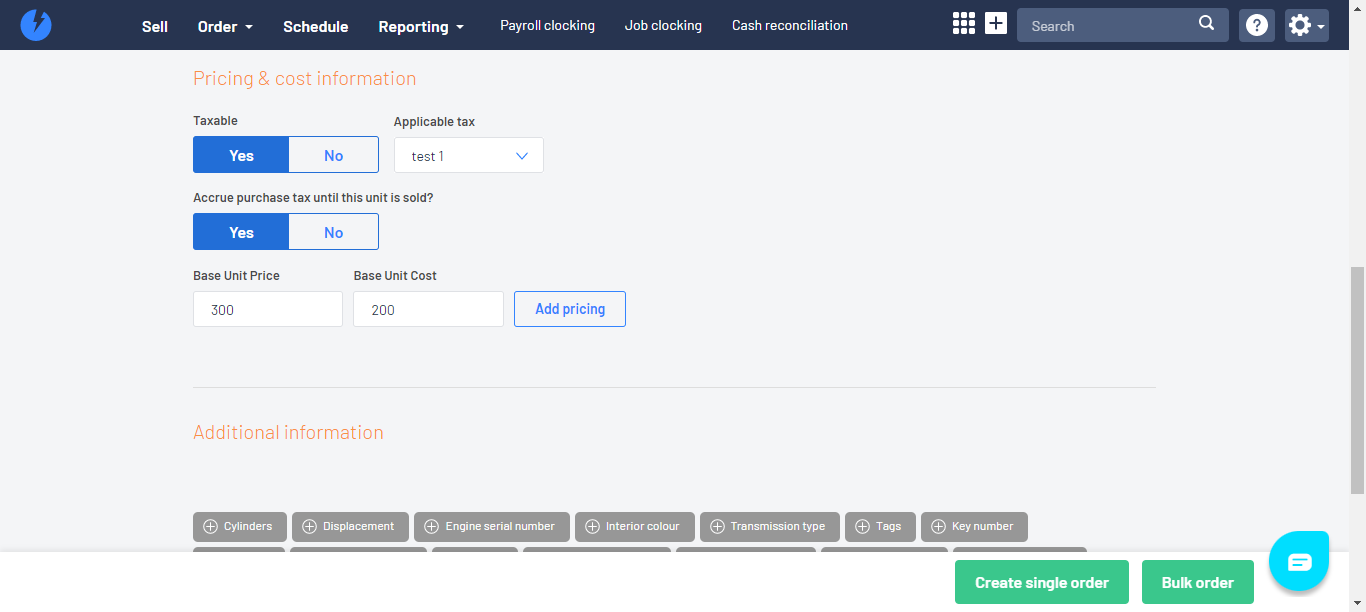 Sell Order Schedule Reporting Payroll clocking Job clocking Cash reconciliation Search ?
Pricing & cost information
Taxable Applicable tax
Yes No test 1
Accrue purchase tax until this unit is sold?
Yes No
Base Unit Price Base Unit Cost
300 200 Add pricing
Additional information
Cylinders Displacement Engine serial number Interior colour Transmission type Tags Key number
Create single order Bulk order